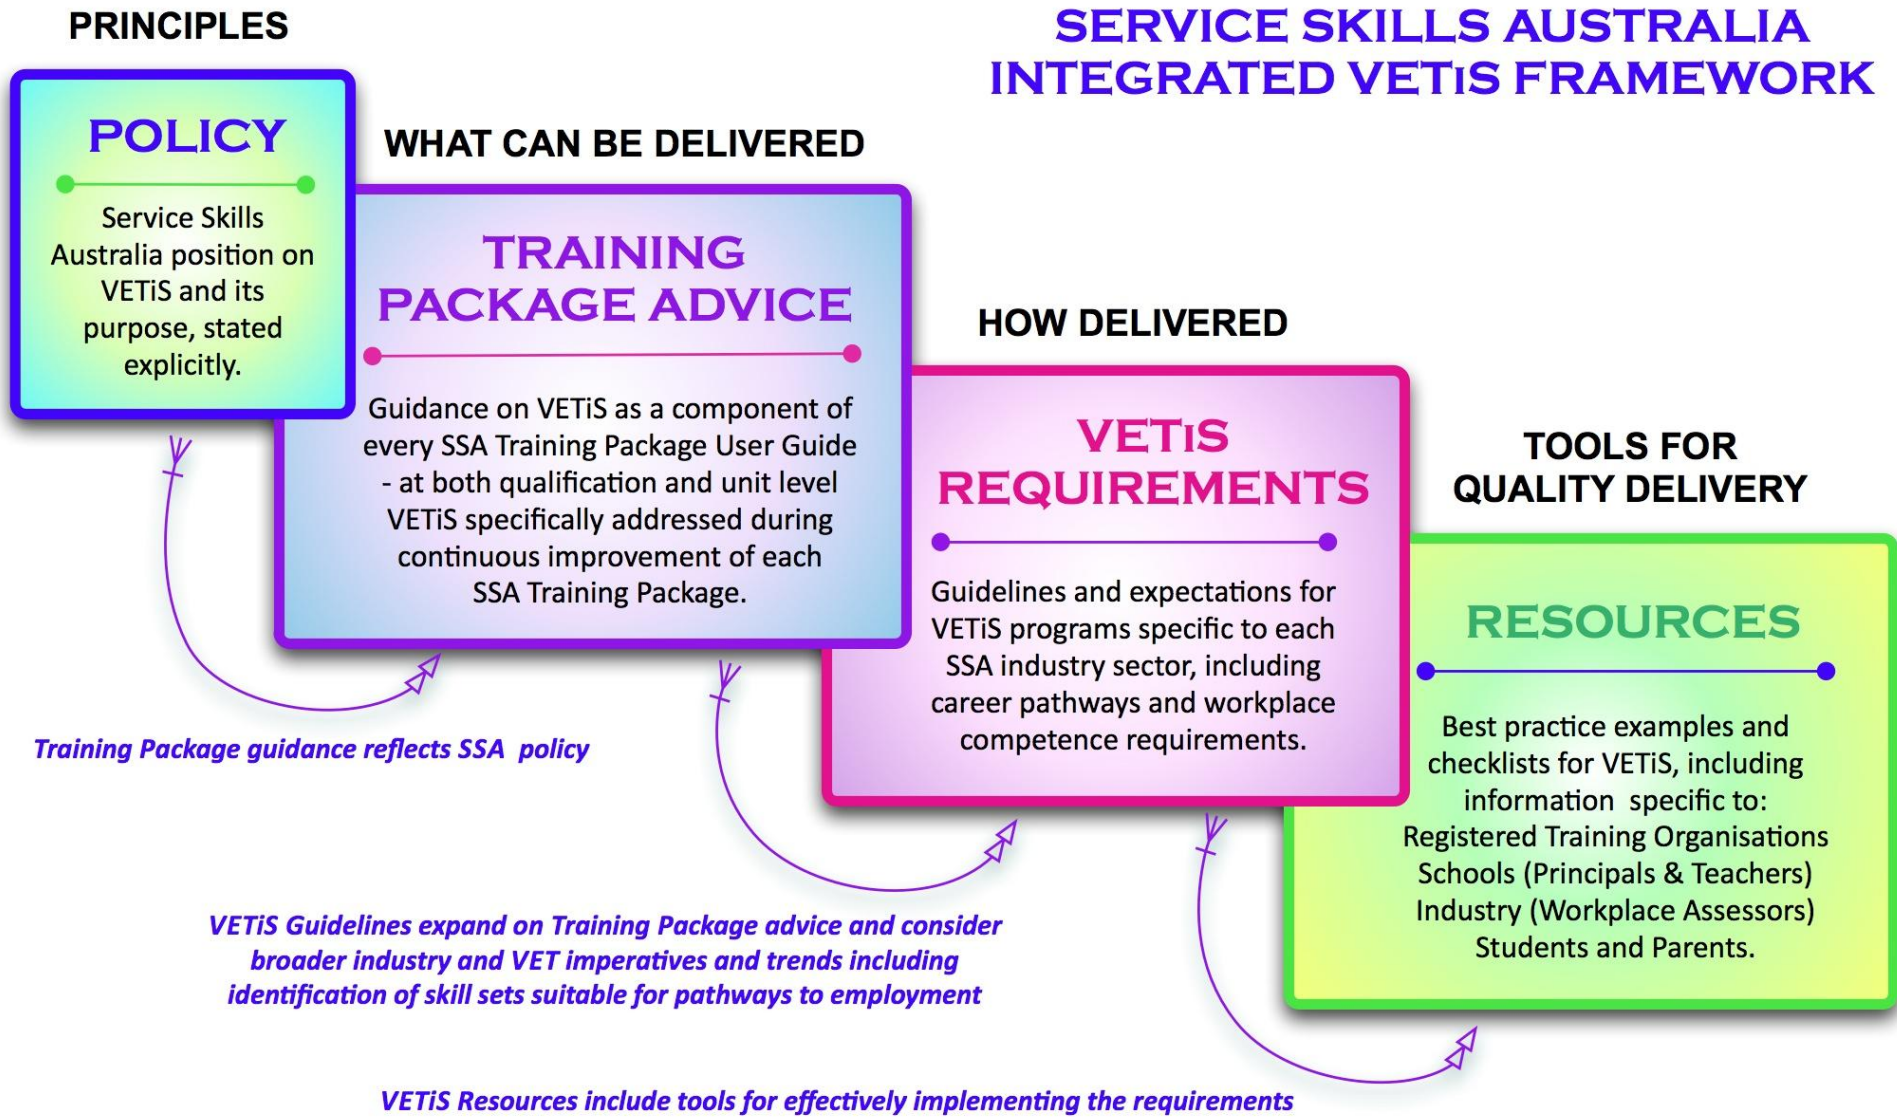 SERVICE SKILLS AUSTRALIA
INTEGRATED VETiS FRAMEWORK
PRINCIPLES
POLICY
Service Skills
Australia position on
VETiS and its
purpose, stated
explicitly.
WHAT CAN BE DELIVERED
TRAINING
PACKAGE ADVICE
Guidance on VETiS as a component of
every SSA Training Package User Guide
- at both qualification and unit level
VETiS specifically addressed during
continuous improvement of each
SSA Training Package.
HOW DELIVERED
VETiS
REQUIREMENTS
Guidelines and expectations for
VETiS programs specific to each
SSA industry sector, including
career pathways and workplace
competence requirements.
TOOLS FOR
QUALITY DELIVERY
RESOURCES
Best practice examples and
checklists for VETiS, including
information specific to:
Registered Training Organisations
Schools (Principals & Teachers)
Industry (Workplace Assessors)
Students and Parents.
Training Package guidance reflects SSA policy
VETiS Guidelines expand on Training Package advice and consider
broader industry and VET imperatives and trends including
identification of skill sets suitable for pathways to employment
VETiS Resources include tools for effectively implementing the requirements